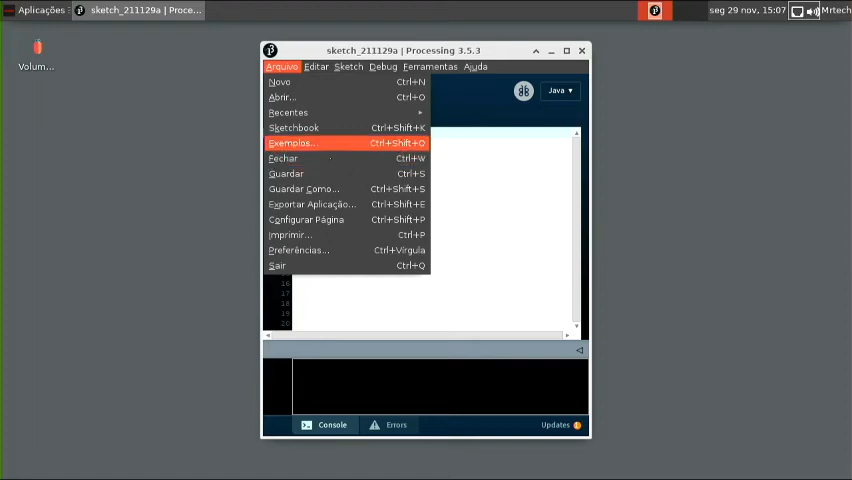 Aplicações
sketch_211129a | Proce...
seg 29 nov, 15:07
Mrtech
Volum...
sketch_211129a | Processing 3.5.3
Arquivo Editar Sketch Debug Ferramentas Ajuda
Novo Ctrl+N
Abrir... Ctrl+O
Recentes
Sketchbook Ctrl+Shift+K
Exemplos... Ctrl+Shift+O
Fechar Ctrl+W
Guardar Ctrl+S
Guardar Como... Ctrl+Shift+S
Exportar Aplicação... Ctrl+Shift+E
Configurar Página Ctrl+Shift+P
Imprimir... Ctrl+P
Preferências... Ctrl+Vírgula
Sair Ctrl+Q
Java
16
17
18
19
20
Console
Errors
Updates 1